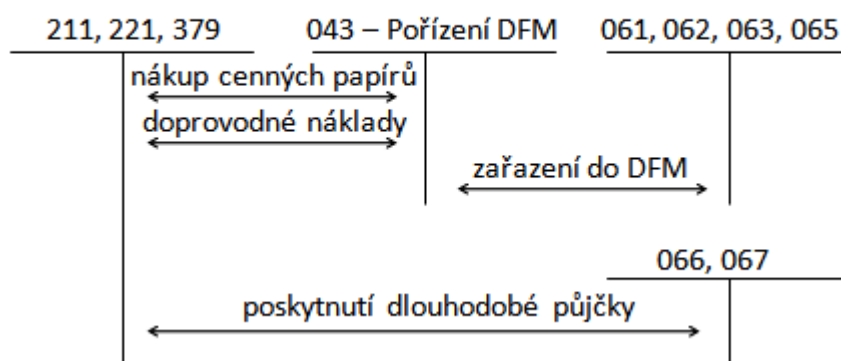 211, 221, 379
043 – Pořízení DFM
061, 062, 063, 065
nákup cenných papírů
doprovodné náklady
zařazení do DFM
066, 067
poskytnutí dlouhodobé půjčky